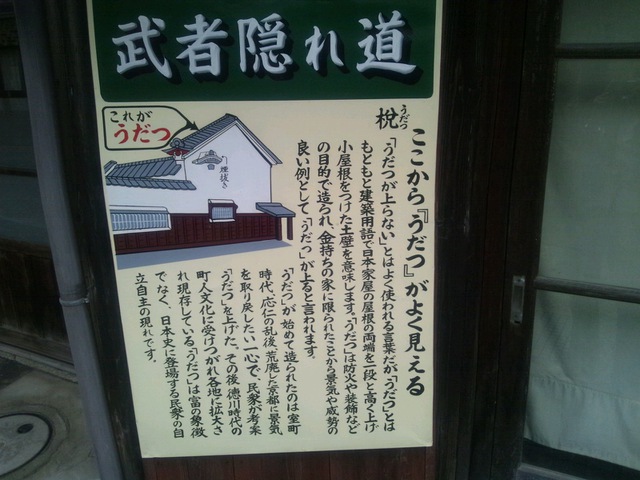 武者隠れ道
これが
うだつ
煙抜き
ここから『うだつ』がよく見える
梲
うだつ
「うだつが上らない」とはよく使われる言葉だが「うだつ」とは
もともと建築用語で日本家屋の屋根の両端を一段と高く上げ
小屋根をつけた土壁を意味します。「うだつ」は防火や装飾など
の目的で造られ、金持ちの家に限られたことから景気や威勢の
良い例として、「うだつ」が上ると言われます。
「うだつ」が始めて造られたのは室町
時代、応仁の乱後、荒廃した京都に景気
を取り戻したい一心で、民衆が考案
「うだつ」を上げた。その後徳川時代の
町人文化に受けつがれ各地に拡大さ
れ現存している「うだつ」は富の象徴
でなく、日本史に登場する民衆の自
立自主の現れです。